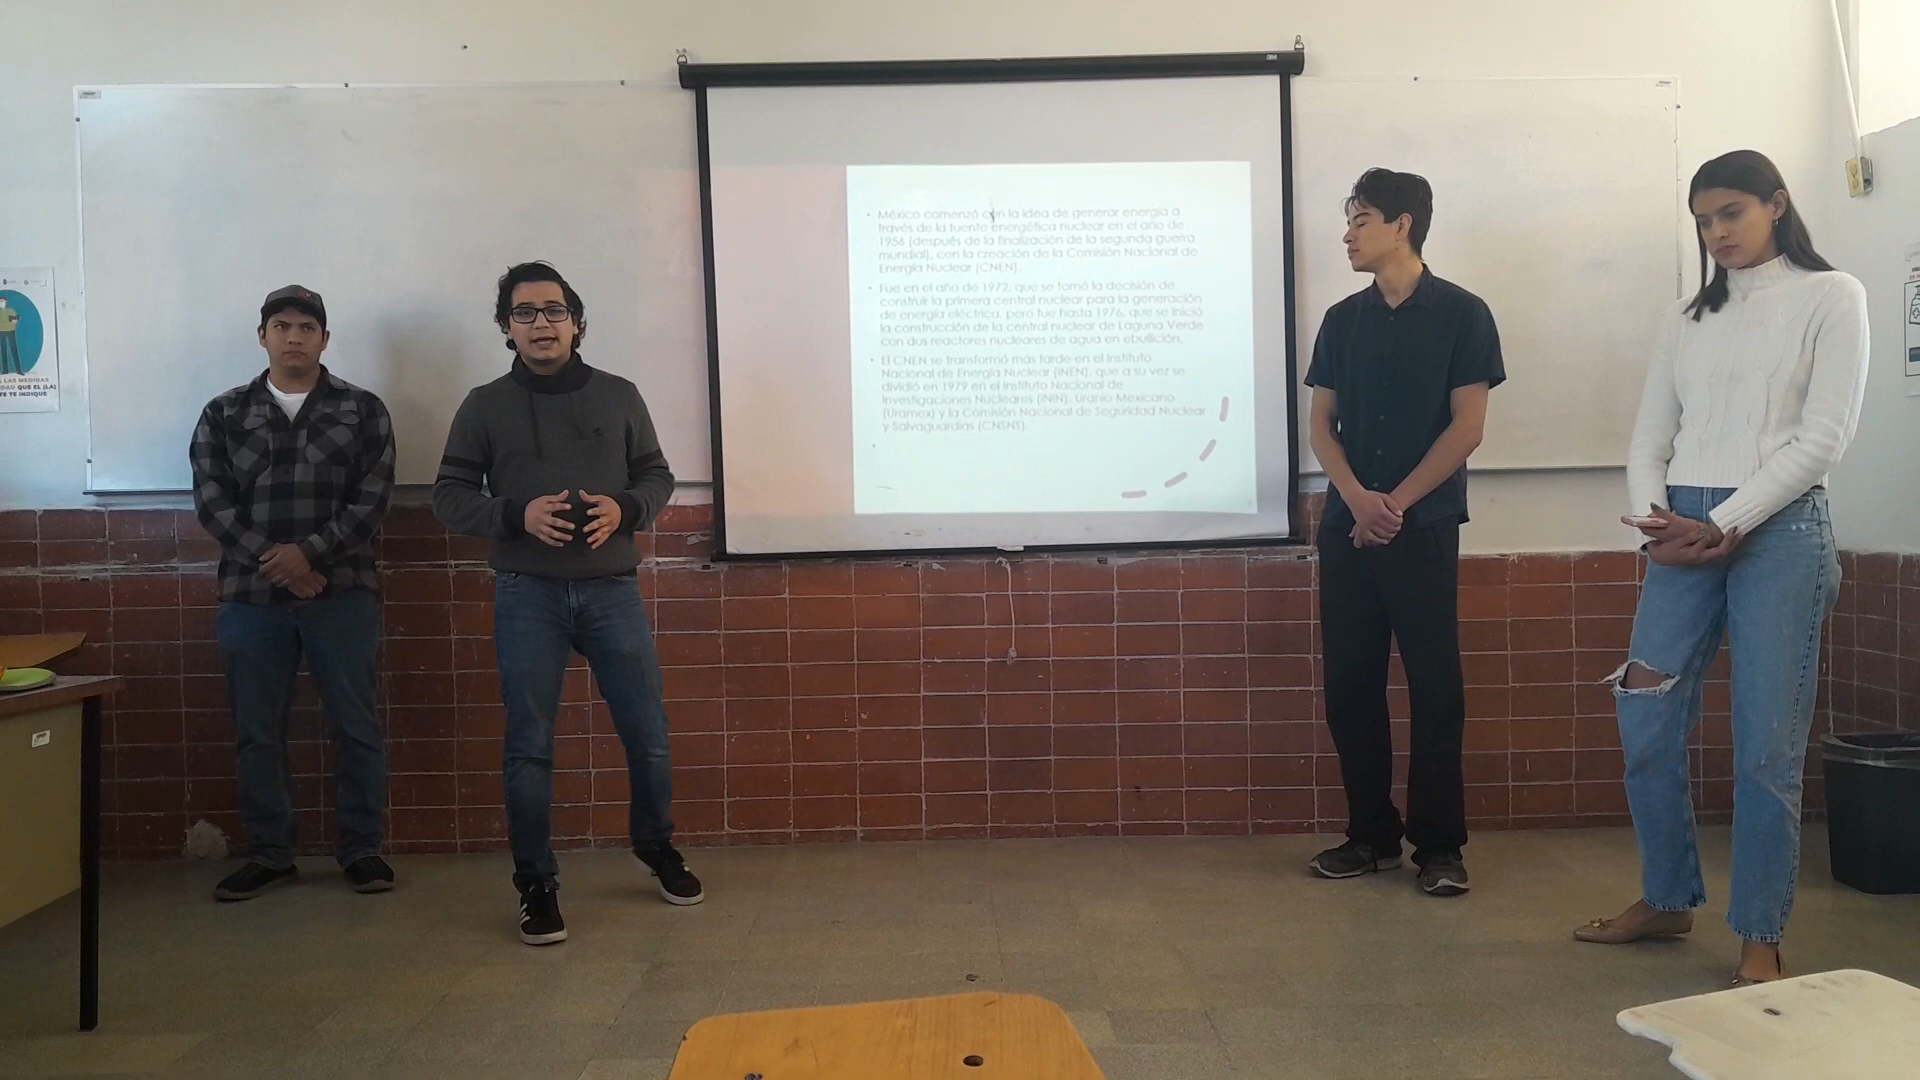 • México comenzó con la idea de generar energía a
través de la fuente energética nuclear en el año de
1956 (después de la finalización de la segunda guerra
mundial), con la creación de la Comisión Nacional de
Energía Nuclear (CNEN).
• Fue en el año de 1972, que se tomó la decisión de
construir la primera central nuclear para la generación
de energía eléctrica, pero fue hasta 1976, que se inició
la construcción de la central nuclear de Laguna Verde
con dos reactores nucleares de agua en ebullición.
• El CNEN se transformó más tarde en el Instituto
Nacional de Energía Nuclear (INEN), que a su vez se
dividió en 1979 en el Instituto Nacional de
Investigaciones Nucleares (ININ), Uranio Mexicano
(Uramex) y la Comisión Nacional de Seguridad Nuclear
y Salvaguardias (CNSNS).
•
3M
LAS MEDIDAS
DAD QUE EL (LA)
TE TE INDIQUE